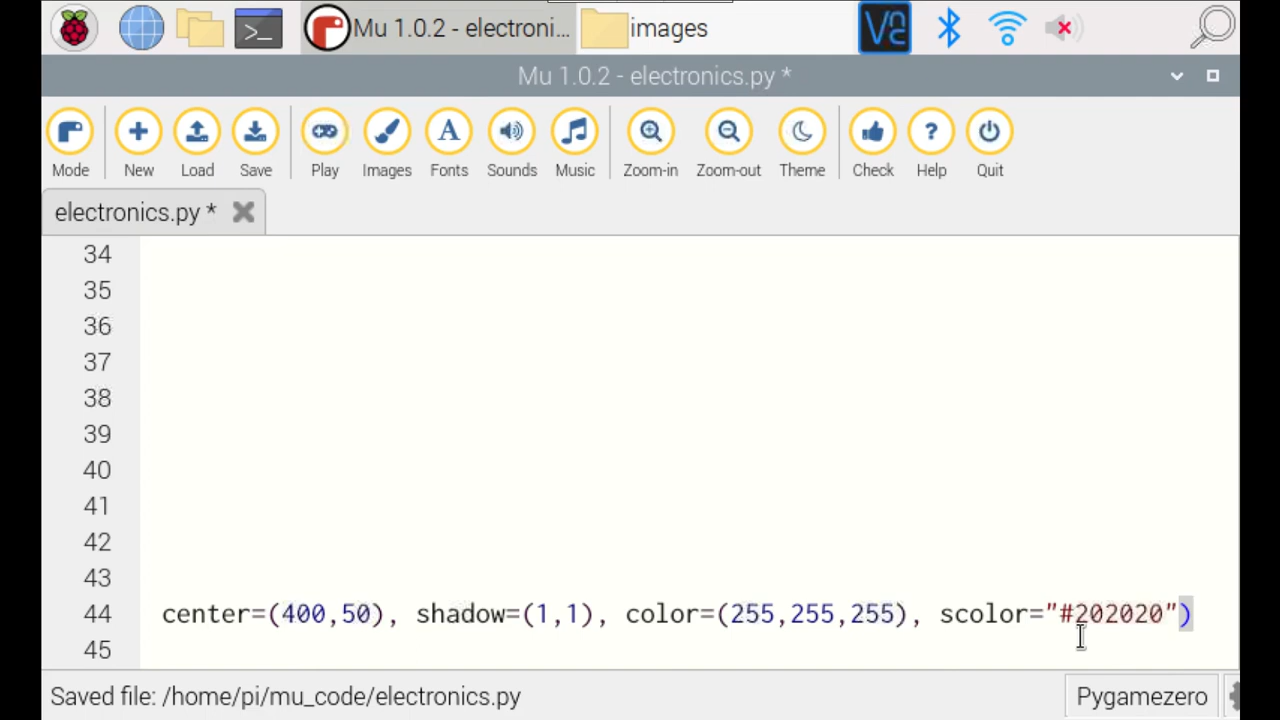 Mu 1.0.2 - electroni... images
Mu 1.0.2 - electronics.py *
Mode New Load Save Play Images Fonts Sounds Music Zoom-in Zoom-out Theme Check Help Quit
electronics.py *
34
35
36
37
38
39
40
41
42
43
44 center=(400,50), shadow=(1,1), color=(255,255,255), scolor="#202020")
45
Saved file: /home/pi/mu_code/electronics.py Pygamezero